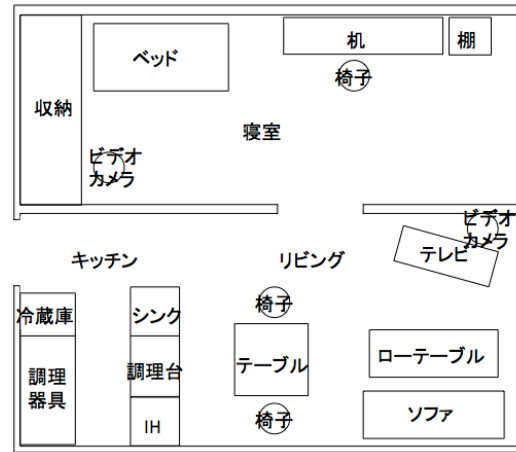 ベッド
机
棚
椅子
収納
寝室
ビデオ
カメラ
ビデオ
カメラ
テレビ
キッチン
リビング
冷蔵庫
シンク
椅子
調理
器具
調理台
テーブル
ローテーブル
IH
椅子
ソファ